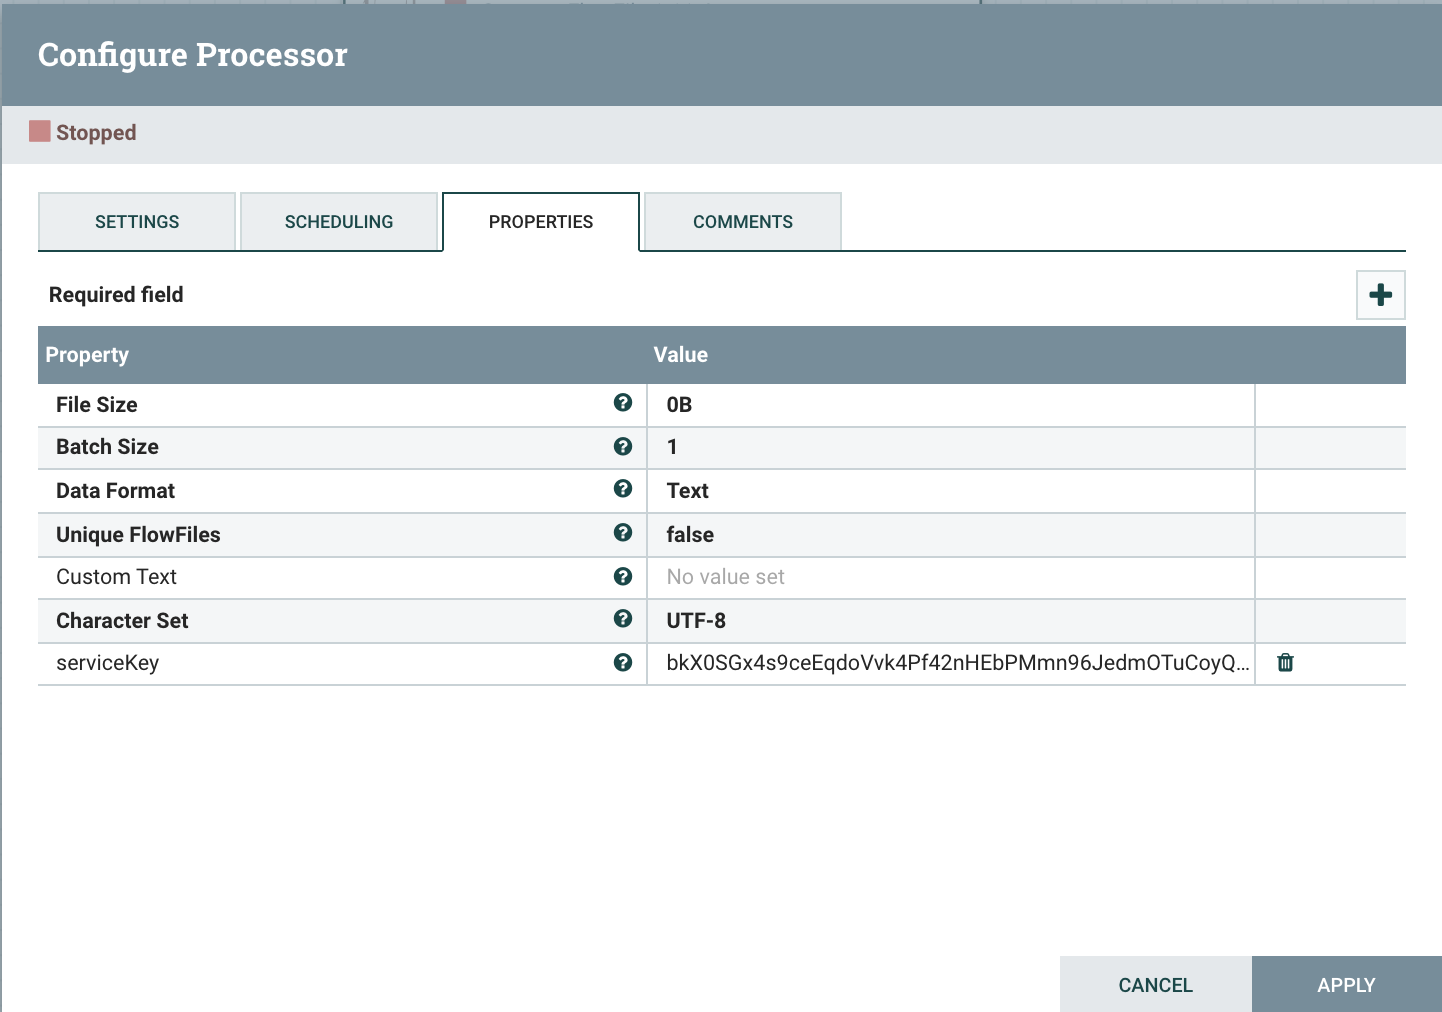 Configure Processor
Stopped
SETTINGS SCHEDULING PROPERTIES COMMENTS
Required field
Property Value
File Size 0B
Batch Size 1
Data Format Text
Unique FlowFiles false
Custom Text No value set
Character Set UTF-8
serviceKey bkX0SGx4s9ceEqdoVvk4Pf42nHEbPMmn96JedmOTuCoyQ...
CANCEL APPLY